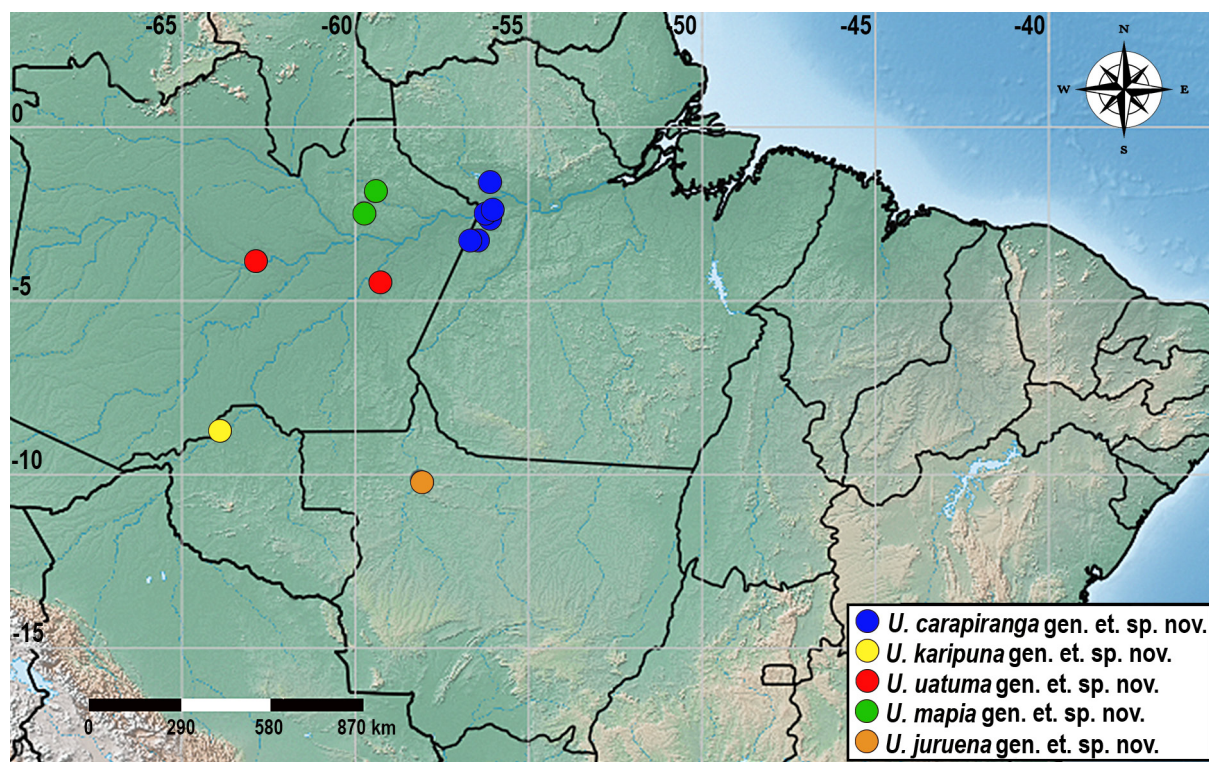 -65 -60 -55 -50 -45 -40
N
W E
S
0
-5
-10
-15
0 290 580 870 km
U. carapiranga gen. et. sp. nov.
U. karipuna gen. et. sp. nov.
U. uatuma gen. et. sp. nov.
U. mapia gen. et. sp. nov.
U. juruena gen. et. sp. nov.